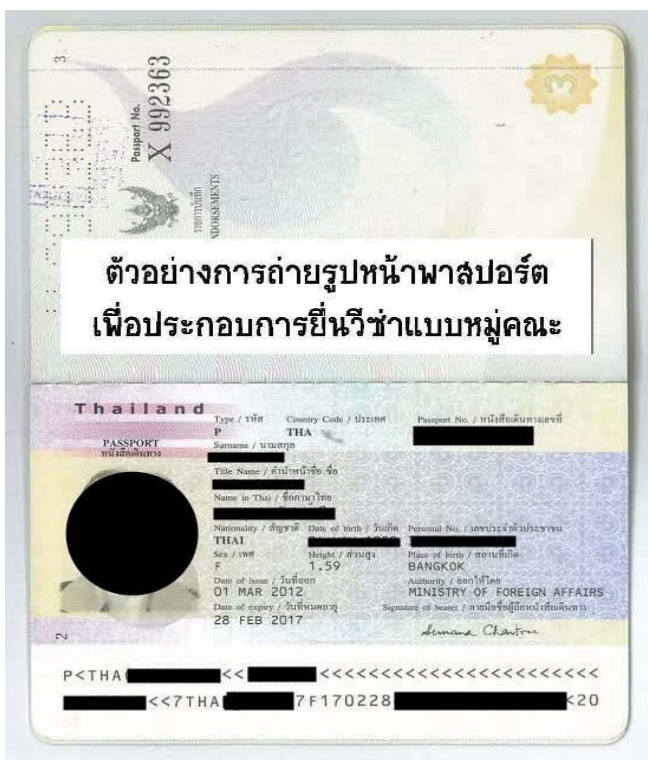 3
Passport No.
X 992363
รายการบันทึก
ENDORSEMENTS
ตัวอย่างการถ่ายรูปหน้าพาสปอร์ต
เพื่อประกอบการยื่นวีซ่าแบบหมู่คณะ
Thailand
PASSPORT
หนังสือเดินทาง
Type / รหัส Country Code / ประเทศ Passport No. / หนังสือเดินทางเลขที่
P THA
Surname / นามสกุล
Title Name / คำนำหน้าชื่อ ชื่อ
Name in Thai / ชื่อภาษาไทย
Nationality / สัญชาติ Date of birth / วันเกิด Personal No. / เลขประจำตัวประชาชน
THAI
Sex / เพศ Height / ส่วนสูง Place of birth / สถานที่เกิด
F 1.59 BANGKOK
Date of issue / วันที่ออก Authority / ออกให้โดย
01 MAR 2012 MINISTRY OF FOREIGN AFFAIRS
Date of expiry / วันที่หมดอายุ Signature of bearer / ลายมือชื่อผู้ถือหนังสือเดินทาง
28 FEB 2017
2
P<THA << <<<<<<<<<<<<<<<<<<<<<<
<<7THA 7F170228 <20